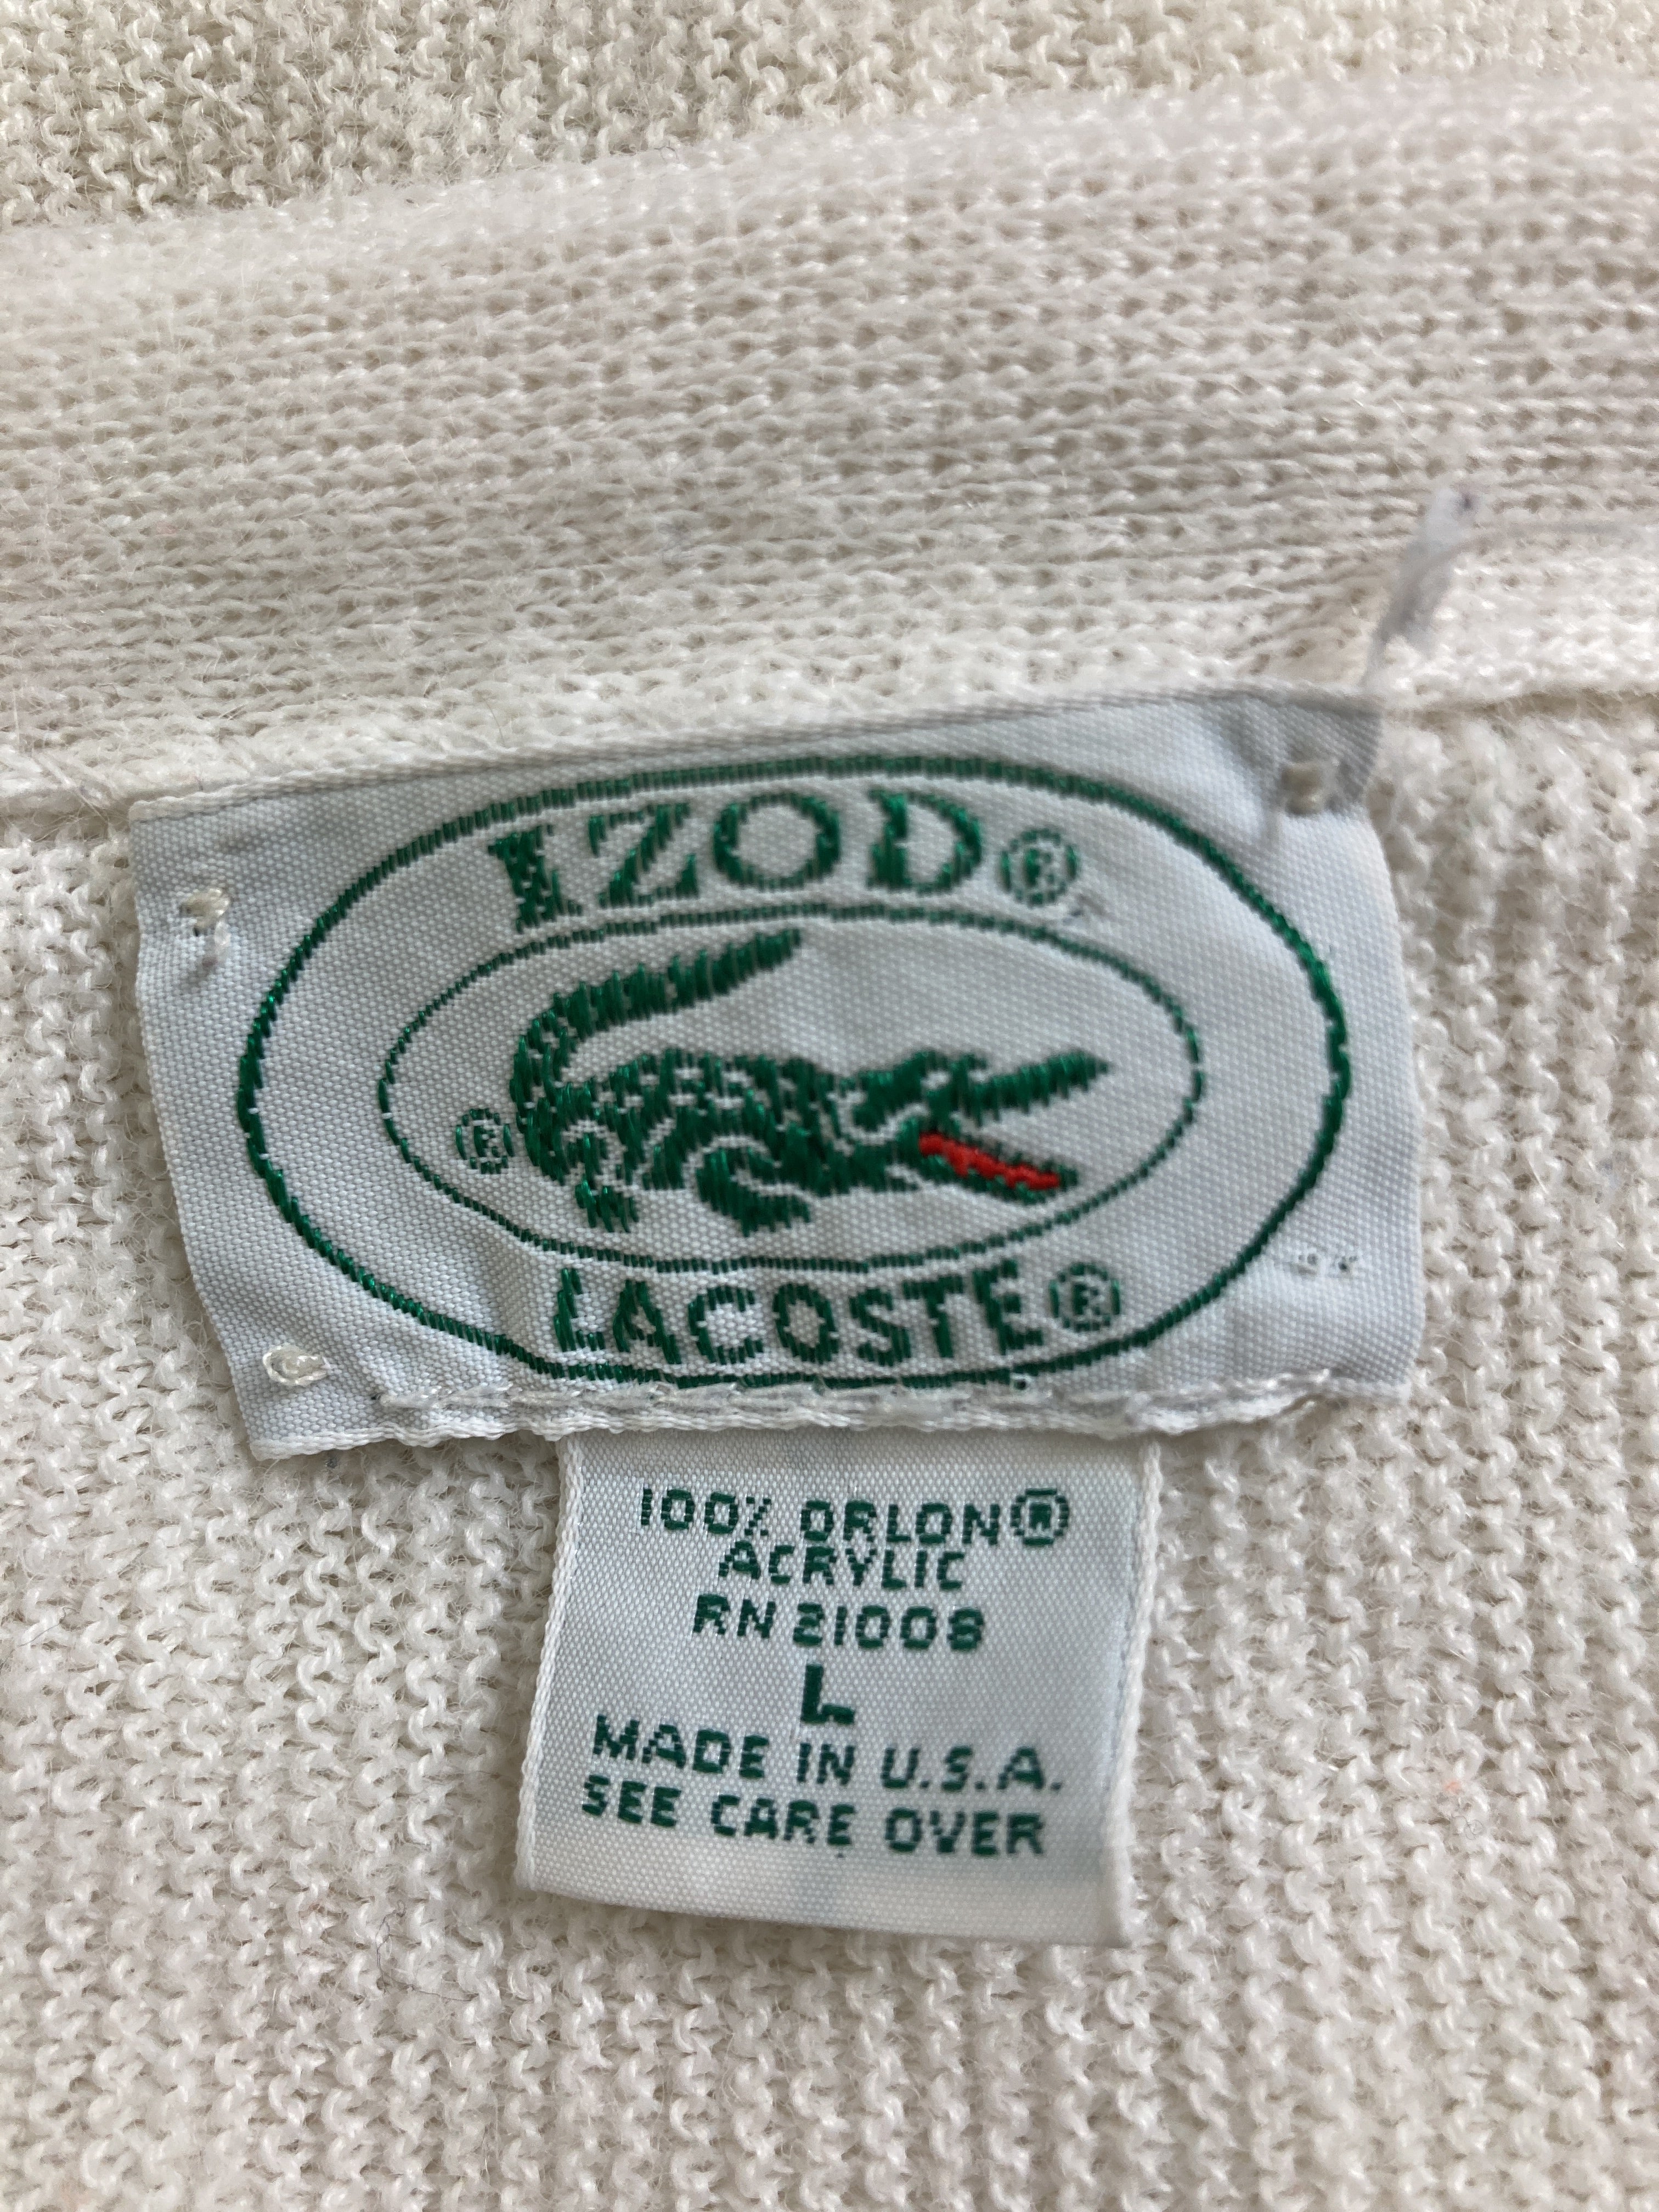 IZOD®
®
LACOSTE®
100% ORLON®
ACRYLIC
RN 21008
L
MADE IN U.S.A.
SEE CARE OVER